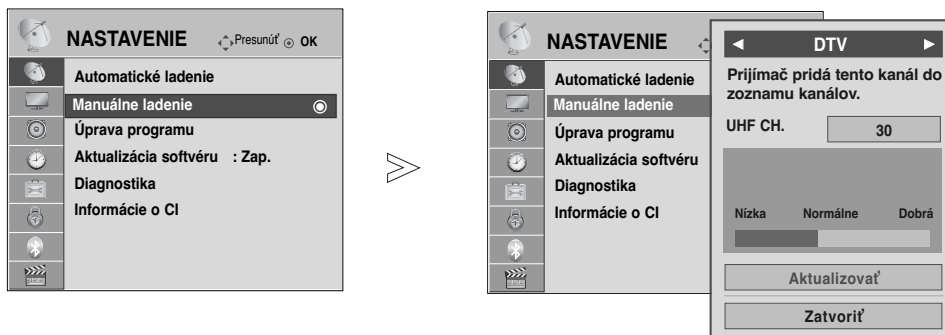 NASTAVENIE
Presunúť OK
Automatické ladenie
Manuálne ladenie
Úprava programu
Aktualizácia softvéru : Zap.
Diagnostika
Informácie o CI
NASTAVENIE
Automatické ladenie
Manuálne ladenie
Úprava programu
Aktualizácia softvéru
Diagnostika
Informácie o CI
DTV
Prijímač pridá tento kanál do
zoznamu kanálov.
UHF CH. 30
Nízka Normálne Dobrá
Aktualizovať
Zatvoriť